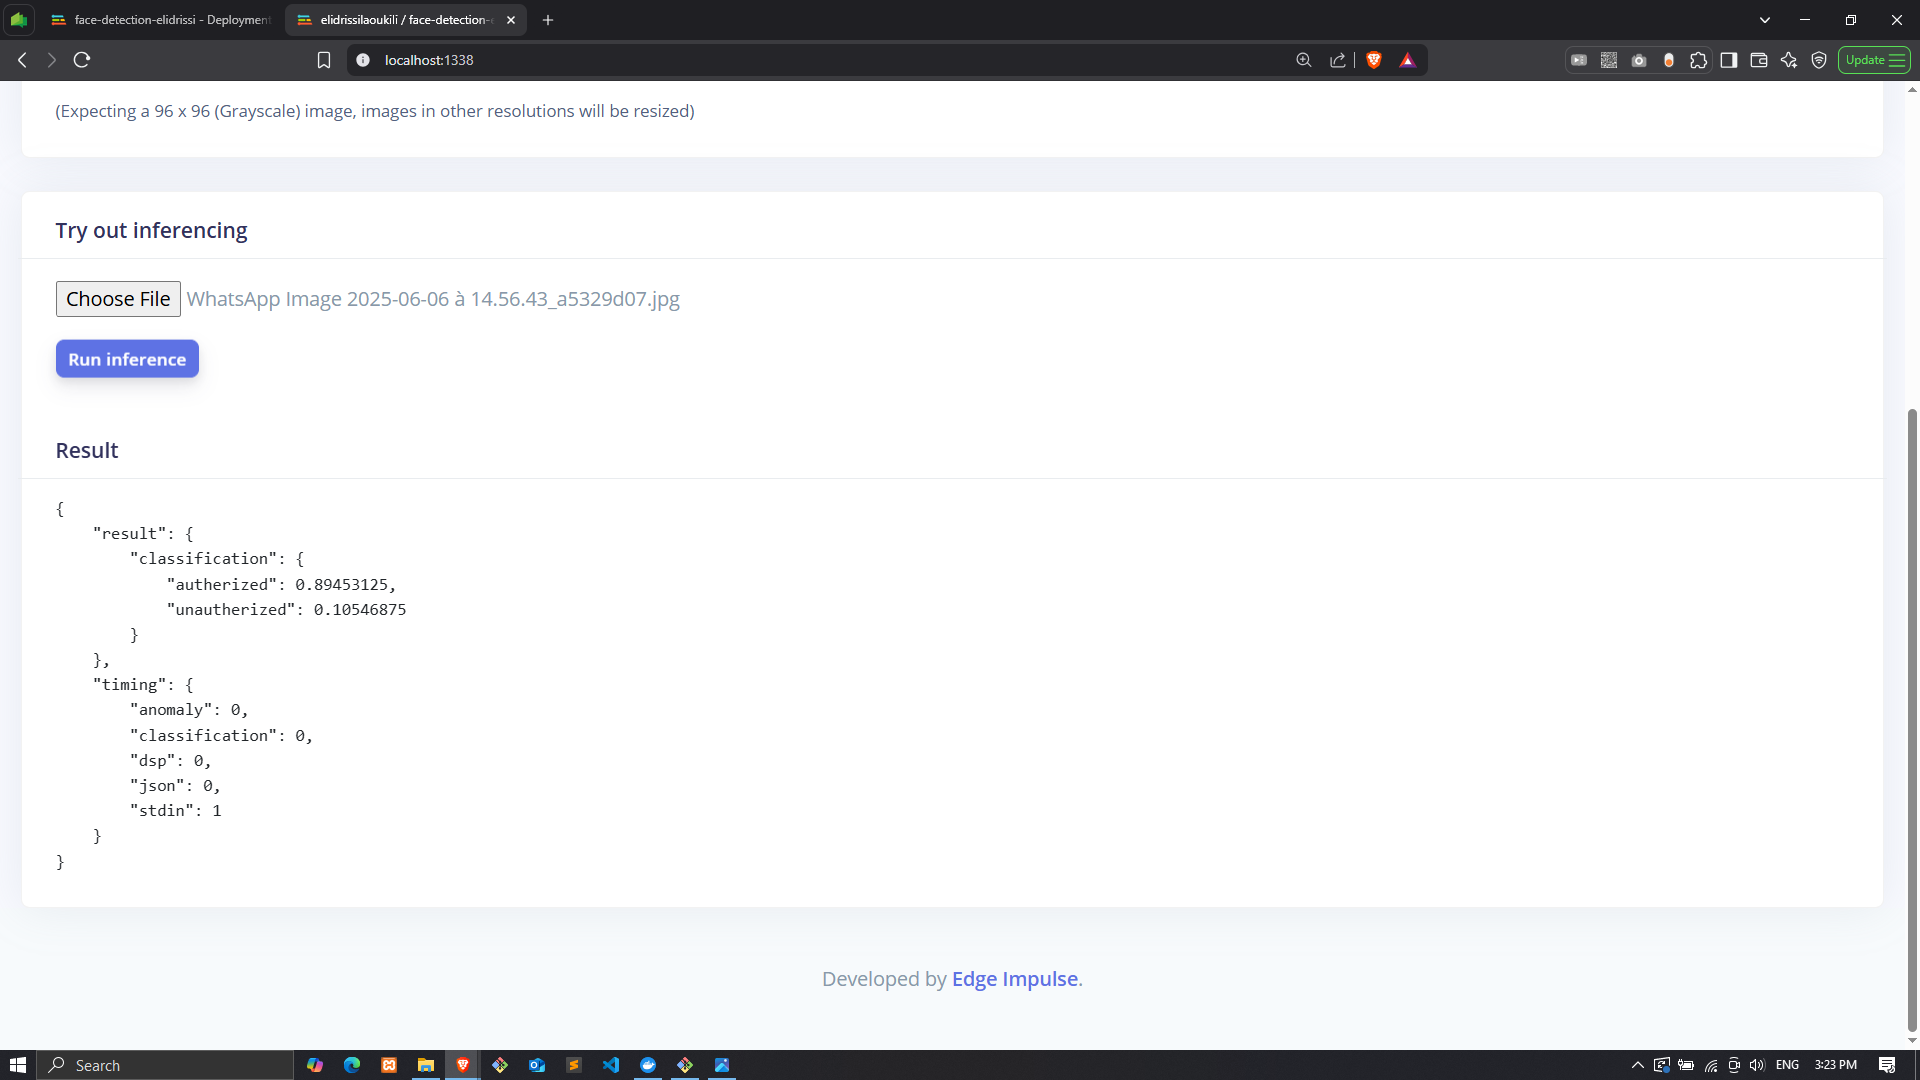 face-detection-elidrissi - Deployment
elidrissilaoukili / face-detection-e
localhost:1338
Update
(Expecting a 96 x 96 (Grayscale) image, images in other resolutions will be resized)
Try out inferencing
Choose File WhatsApp Image 2025-06-06 à 14.56.43_a5329d07.jpg
Run inference
Result
{
    "result": {
        "classification": {
            "autherized": 0.89453125,
            "unautherized": 0.10546875
        }
    },
    "timing": {
        "anomaly": 0,
        "classification": 0,
        "dsp": 0,
        "json": 0,
        "stdin": 1
    }
}
Developed by Edge Impulse.
Search
ENG
3:23 PM